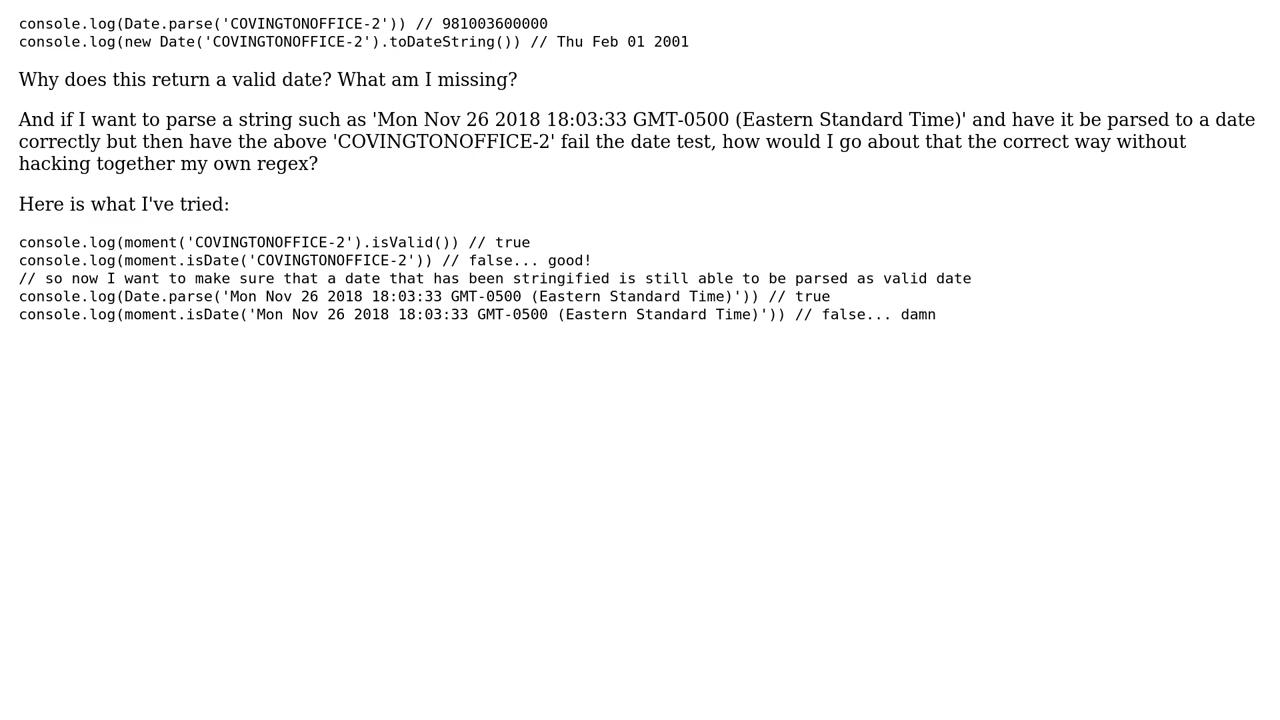 console.log(Date.parse('COVINGTONOFFICE-2')) // 981003600000
console.log(new Date('COVINGTONOFFICE-2').toDateString()) // Thu Feb 01 2001
Why does this return a valid date? What am I missing?
And if I want to parse a string such as 'Mon Nov 26 2018 18:03:33 GMT-0500 (Eastern Standard Time)' and have it be parsed to a date
correctly but then have the above 'COVINGTONOFFICE-2' fail the date test, how would I go about that the correct way without
hacking together my own regex?
Here is what I've tried:
console.log(moment('COVINGTONOFFICE-2').isValid()) // true
console.log(moment.isDate('COVINGTONOFFICE-2')) // false... good!
// so now I want to make sure that a date that has been stringified is still able to be parsed as valid date
console.log(Date.parse('Mon Nov 26 2018 18:03:33 GMT-0500 (Eastern Standard Time)')) // true
console.log(moment.isDate('Mon Nov 26 2018 18:03:33 GMT-0500 (Eastern Standard Time)')) // false... damn